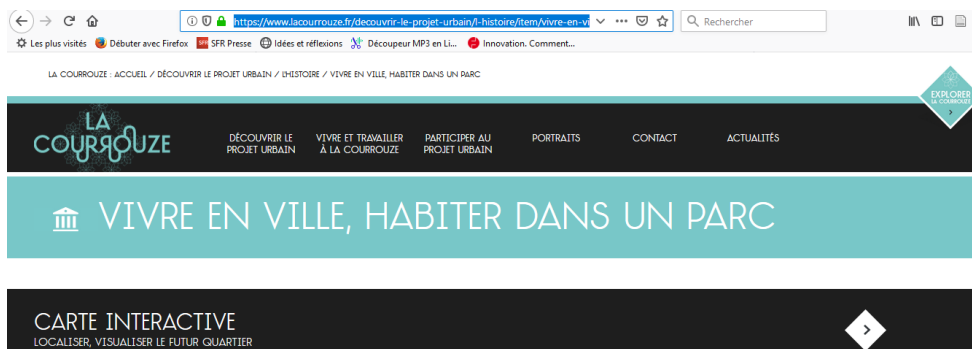 https://www.lacourrouze.fr/decouvrir-le-projet-urbain/l-histoire/item/vivre-en-vi
Rechercher
Les plus visités Débuter avec Firefox SFR SFR Presse Idées et réflexions Découpeur MP3 en Li... Innovation. Comment...
LA COURROUZE : ACCUEIL / DÉCOUVRIR LE PROJET URBAIN / L'HISTOIRE / VIVRE EN VILLE, HABITER DANS UN PARC
EXPLORER
LA COURROUZE
LA
COURROUZE
DÉCOUVRIR LE
PROJET URBAIN
VIVRE ET TRAVAILLER
À LA COURROUZE
PARTICIPER AU
PROJET URBAIN
PORTRAITS
CONTACT
ACTUALITÉS
VIVRE EN VILLE, HABITER DANS UN PARC
CARTE INTERACTIVE
LOCALISER, VISUALISER LE FUTUR QUARTIER